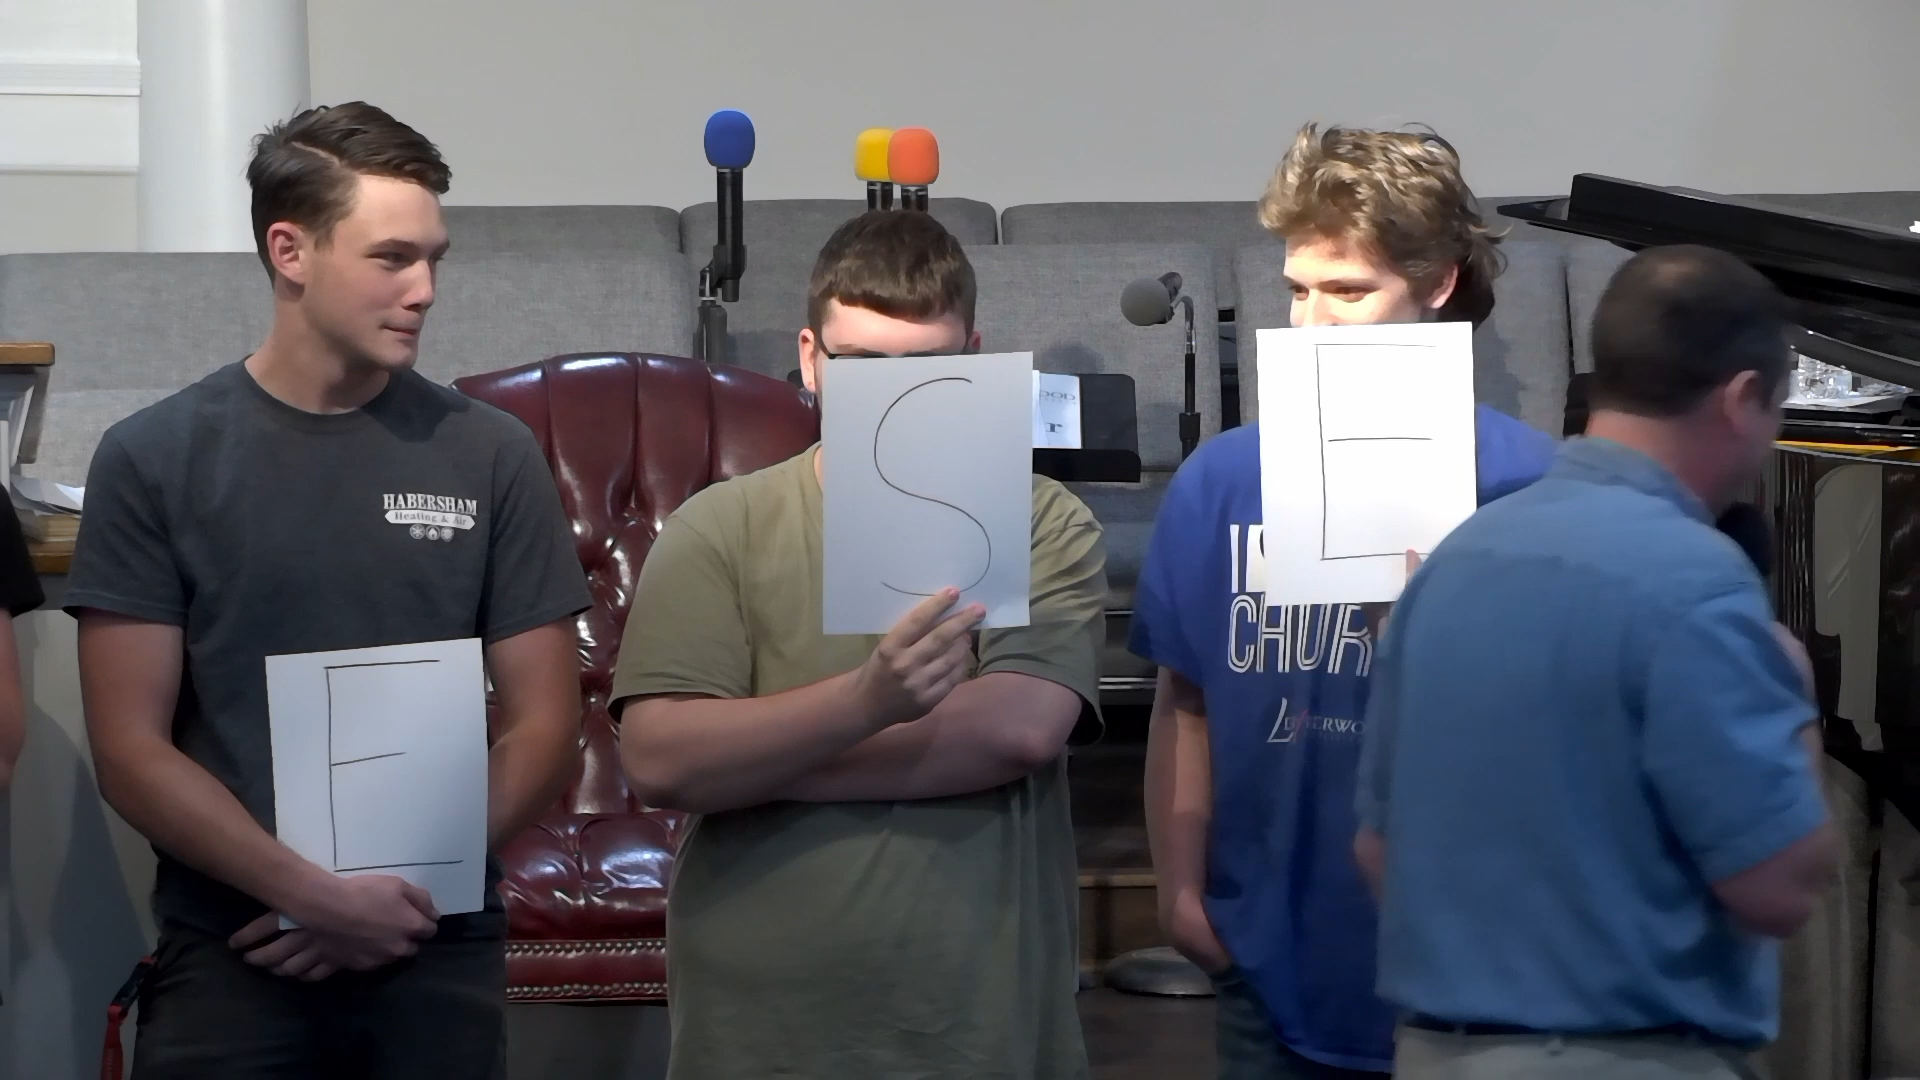 HABERSHAM
Heating & Air
E
S
E
CHUR